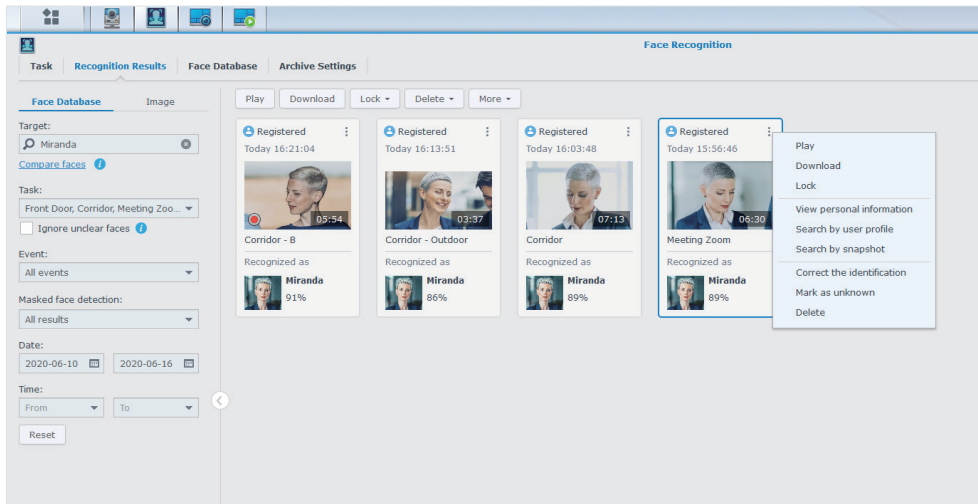 Face Recognition
Task Recognition Results Face Database Archive Settings
Face Database Image
Target:
Miranda
Compare faces
Task:
Front Door, Corridor, Meeting Zoo...
Ignore unclear faces
Event:
All events
Masked face detection:
All results
Date:
2020-06-10 2020-06-16
Time:
From To
Reset
Play Download Lock Delete More
Registered
Today 16:21:04
05:54
Corridor - B
Recognized as
Miranda
91%
Registered
Today 16:13:51
03:37
Corridor - Outdoor
Recognized as
Miranda
86%
Registered
Today 16:03:48
07:13
Corridor
Recognized as
Miranda
89%
Registered
Today 15:56:46
06:30
Meeting Zoom
Recognized as
Miranda
89%
Play
Download
Lock
View personal information
Search by user profile
Search by snapshot
Correct the identification
Mark as unknown
Delete